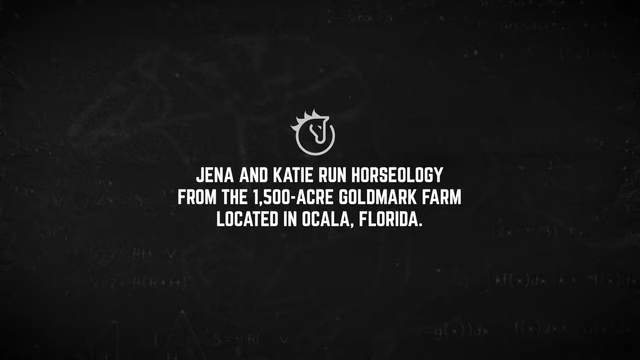 JENA AND KATIE RUN HORSEOLOGY
FROM THE 1,500-ACRE GOLDMARK FARM
LOCATED IN OCALA, FLORIDA.